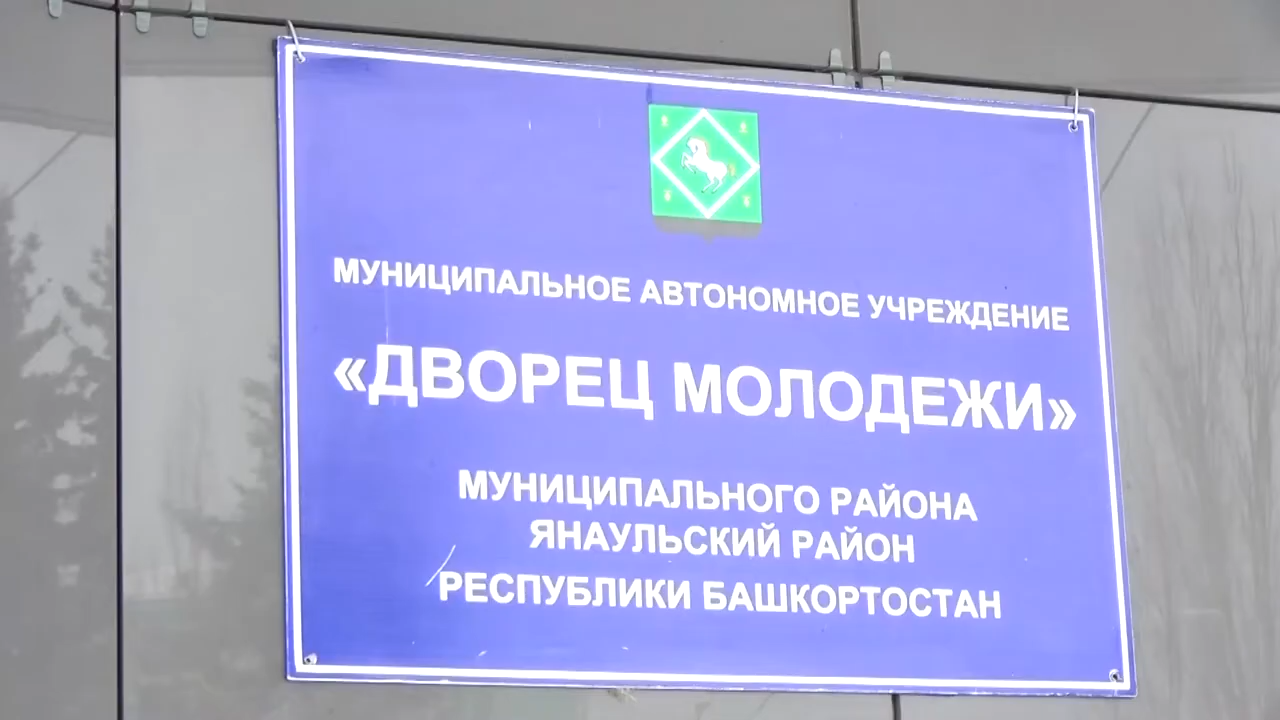 МУНИЦИПАЛЬНОЕ АВТОНОМНОЕ УЧРЕЖДЕНИЕ
«ДВОРЕЦ МОЛОДЕЖИ»
МУНИЦИПАЛЬНОГО РАЙОНА
ЯНАУЛЬСКИЙ РАЙОН
РЕСПУБЛИКИ БАШКОРТОСТАН